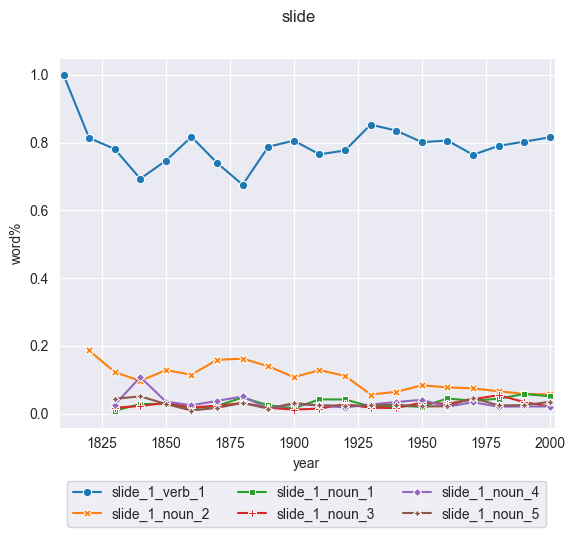 slide
1.0
0.8
0.6
0.4
0.2
0.0
word%
1825 1850 1875 1900 1925 1950 1975 2000
year
slide_1_verb_1 slide_1_noun_1 slide_1_noun_4
slide_1_noun_2 slide_1_noun_3 slide_1_noun_5